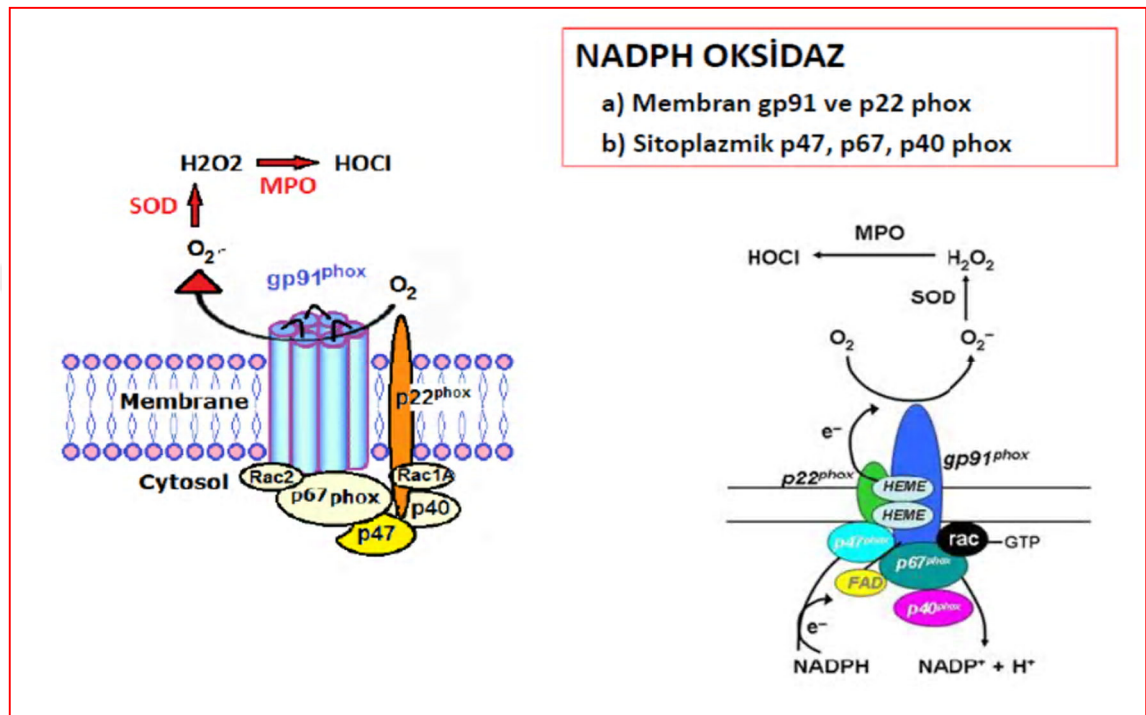 NADPH OKSİDAZ
a) Membran gp91 ve p22 phox
b) Sitoplazmik p47, p67, p40 phox
H2O2 HOCl
MPO
SOD
O₂·-
gp91phox
O₂
Membrane
p22phox
Cytosol
Rac2
Rac1A
p67phox
p40
p47
MPO
HOCl
H₂O₂
SOD
O₂
O₂⁻
e⁻
gp91phox
p22phox
HEME
HEME
p47phox
rac
GTP
p67phox
FAD
p40phox
e⁻
NADPH
NADP⁺ + H⁺